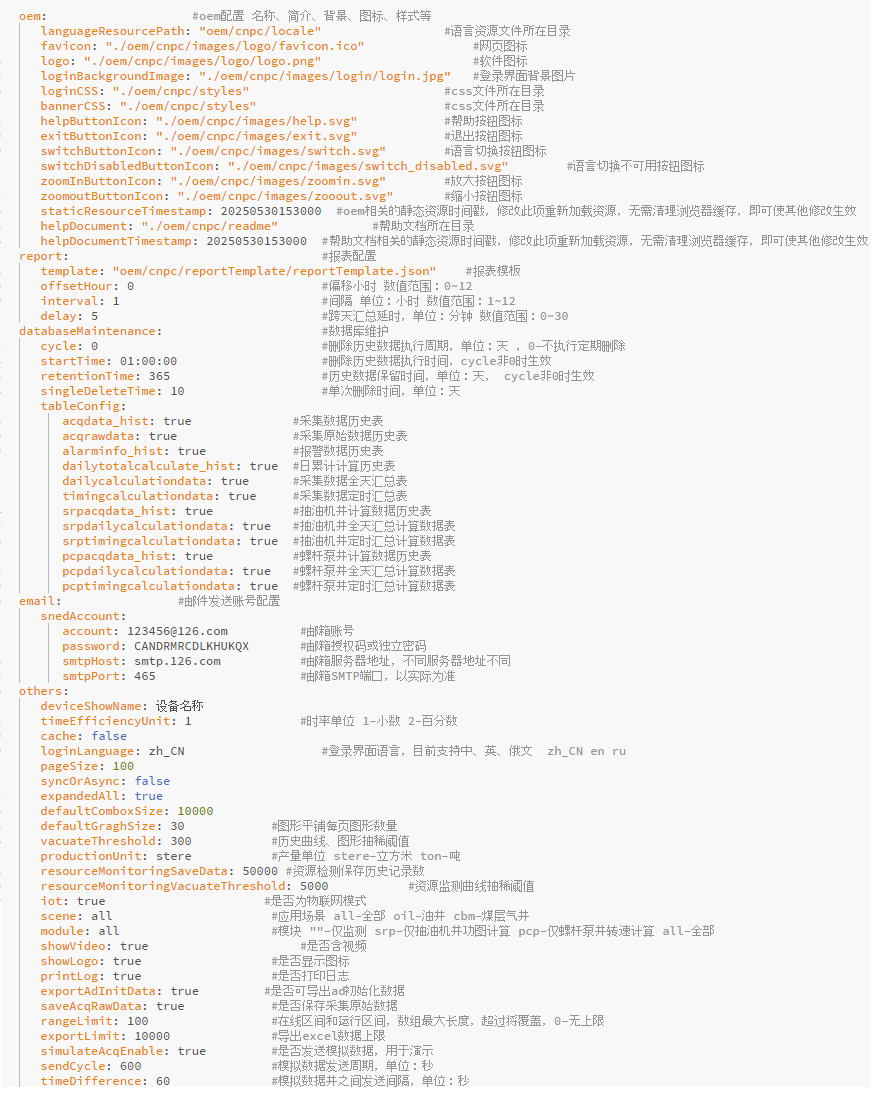 oem: #oem配置 名称、简介、背景、图标、样式等
languageResourcePath: "oem/cnpc/locale" #语言资源文件所在目录
favicon: "./oem/cnpc/images/logo/favicon.ico" #网页图标
logo: "./oem/cnpc/images/logo/logo.png" #软件图标
loginBackgroundImage: "./oem/cnpc/images/login/login.jpg" #登录界面背景图片
loginCSS: "./oem/cnpc/styles" #css文件所在目录
bannerCSS: "./oem/cnpc/styles" #css文件所在目录
helpButtonIcon: "./oem/cnpc/images/help.svg" #帮助按钮图标
exitButtonIcon: "./oem/cnpc/images/exit.svg" #退出按钮图标
switchButtonIcon: "./oem/cnpc/images/switch.svg" #语言切换按钮图标
switchDisabledButtonIcon: "./oem/cnpc/images/switch_disabled.svg" #语言切换不可用按钮图标
zoomInButtonIcon: "./oem/cnpc/images/zoomin.svg" #放大按钮图标
zoomoutButtonIcon: "./oem/cnpc/images/zooout.svg" #缩小按钮图标
staticResourceTimestamp: 20250530153000 #oem相关的静态资源时间戳，修改此项重新加载资源，无需清理浏览器缓存，即可使其他修改生效
helpDocument: "./oem/cnpc/readme" #帮助文档所在目录
helpDocumentTimestamp: 20250530153000 #帮助文档相关的静态资源时间戳，修改此项重新加载资源，无需清理浏览器缓存，即可使其他修改生效
report: #报表配置
template: "oem/cnpc/reportTemplate/reportTemplate.json" #报表模板
offsetHour: 0 #偏移小时 数值范围：0~12
interval: 1 #间隔 单位：小时 数值范围：1~12
delay: 5 #跨天汇总延时，单位：分钟 数值范围：0~30
databaseMaintenance: #数据库维护
cycle: 0 #删除历史数据执行周期，单位：天 ，0-不执行定期删除
startTime: 01:00:00 #删除历史数据执行时间，cycle非0时生效
retentionTime: 365 #历史数据保留时间，单位：天， cycle非0时生效
singleDeleteTime: 10 #单次删除时间，单位：天
tableConfig:
acqdata_hist: true #采集数据历史表
acqrawdata: true #采集原始数据历史表
alarminfo_hist: true #报警数据历史表
dailytotalcalculate_hist: true #日累计计算历史表
dailycalculationdata: true #采集数据全天汇总表
timingcalculationdata: true #采集数据定时汇总表
srpacqdata_hist: true #抽油机井计算数据历史表
srpdailycalculationdata: true #抽油机井全天汇总计算数据表
srptimingcalculationdata: true #抽油机井定时汇总计算数据表
pcpacqdata_hist: true #螺杆泵井计算数据历史表
pcpdailycalculationdata: true #螺杆泵井全天汇总计算数据表
pcptimingcalculationdata: true #螺杆泵井定时汇总计算数据表
email: #邮件发送账号配置
snedAccount:
account: 123456@126.com #邮箱账号
password: CANDRMRCDLKHUKQX #邮箱授权码或独立密码
smtpHost: smtp.126.com #邮箱服务器地址，不同服务器地址不同
smtpPort: 465 #邮箱SMTP端口，以实际为准
others:
deviceShowName: 设备名称
timeEfficiencyUnit: 1 #时率单位 1-小数 2-百分数
cache: false
loginLanguage: zh_CN #登录界面语言，目前支持中、英、俄文 zh_CN en ru
pageSize: 100
syncOrAsync: false
expandedAll: true
defaultComboxSize: 10000
defaultGraghSize: 30 #图形平铺每页图形数量
vacuateThreshold: 300 #历史曲线、图形抽稀阈值
productionUnit: stere #产量单位 stere-立方米 ton-吨
resourceMonitoringSaveData: 50000 #资源检测保存历史记录数
resourceMonitoringVacuateThreshold: 5000 #资源监测曲线抽稀阈值
iot: true #是否为物联网模式
scene: all #应用场景 all-全部 oil-油井 cbm-煤层气井
module: all #模块 ""-仅监测 srp-仅抽油机井功图计算 pcp-仅螺杆泵井转速计算 all-全部
showVideo: true #是否含视频
showLogo: true #是否显示图标
printLog: true #是否打印日志
exportAdInitData: true #是否可导出ad初始化数据
saveAcqRawData: true #是否保存采集原始数据
rangeLimit: 100 #在线区间和运行区间，数组最大长度，超过将覆盖，0-无上限
exportLimit: 10000 #导出excel数据上限
simulateAcqEnable: true #是否发送模拟数据，用于演示
sendCycle: 600 #模拟数据发送周期，单位：秒
timeDifference: 60 #模拟数据井之间发送间隔，单位：秒